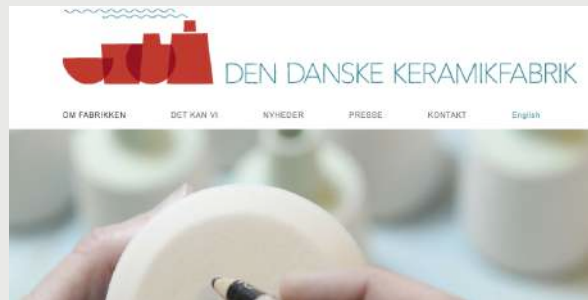 DEN DANSKE KERAMIKFABRIK
OM FABRIKKEN DET KAN VI NYHEDER PRESSE KONTAKT English